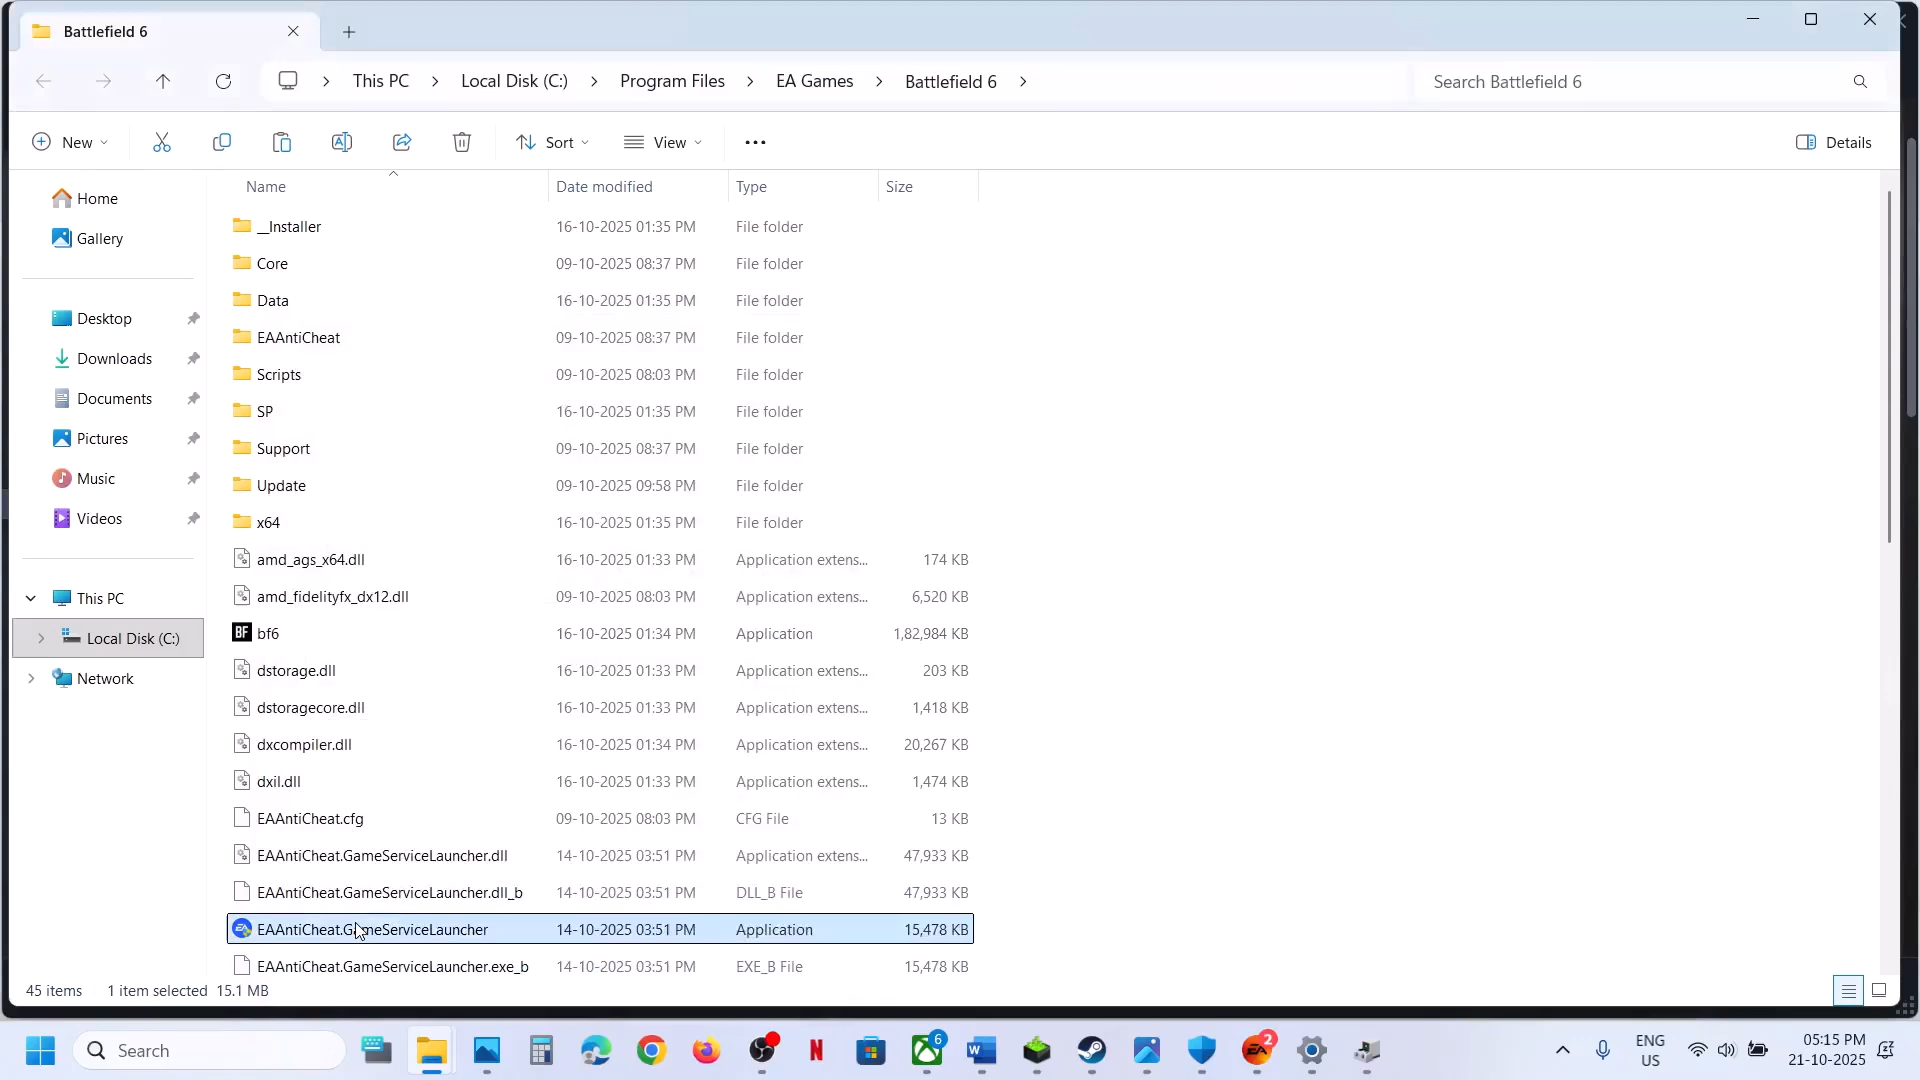 Battlefield 6
This PC
Local Disk (C:)
Program Files
EA Games
Battlefield 6
Search Battlefield 6
New
Sort
View
Details
Name
Date modified
Type
Size
Home
Gallery
Desktop
Downloads
Documents
Pictures
Music
Videos
This PC
Local Disk (C:)
Network
__Installer 16-10-2025 01:35 PM File folder
Core 09-10-2025 08:37 PM File folder
Data 16-10-2025 01:35 PM File folder
EAAntiCheat 09-10-2025 08:37 PM File folder
Scripts 09-10-2025 08:03 PM File folder
SP 16-10-2025 01:35 PM File folder
Support 09-10-2025 08:37 PM File folder
Update 09-10-2025 09:58 PM File folder
x64 16-10-2025 01:35 PM File folder
amd_ags_x64.dll 16-10-2025 01:33 PM Application extens... 174 KB
amd_fidelityfx_dx12.dll 09-10-2025 08:03 PM Application extens... 6,520 KB
BF bf6 16-10-2025 01:34 PM Application 1,82,984 KB
dstorage.dll 16-10-2025 01:33 PM Application extens... 203 KB
dstoragecore.dll 16-10-2025 01:33 PM Application extens... 1,418 KB
dxcompiler.dll 16-10-2025 01:34 PM Application extens... 20,267 KB
dxil.dll 16-10-2025 01:33 PM Application extens... 1,474 KB
EAAntiCheat.cfg 09-10-2025 08:03 PM CFG File 13 KB
EAAntiCheat.GameServiceLauncher.dll 14-10-2025 03:51 PM Application extens... 47,933 KB
EAAntiCheat.GameServiceLauncher.dll_b 14-10-2025 03:51 PM DLL_B File 47,933 KB
EAAntiCheat.GameServiceLauncher 14-10-2025 03:51 PM Application 15,478 KB
EAAntiCheat.GameServiceLauncher.exe_b 14-10-2025 03:51 PM EXE_B File 15,478 KB
45 items 1 item selected 15.1 MB
Search
6
2
ENG
US
05:15 PM
21-10-2025